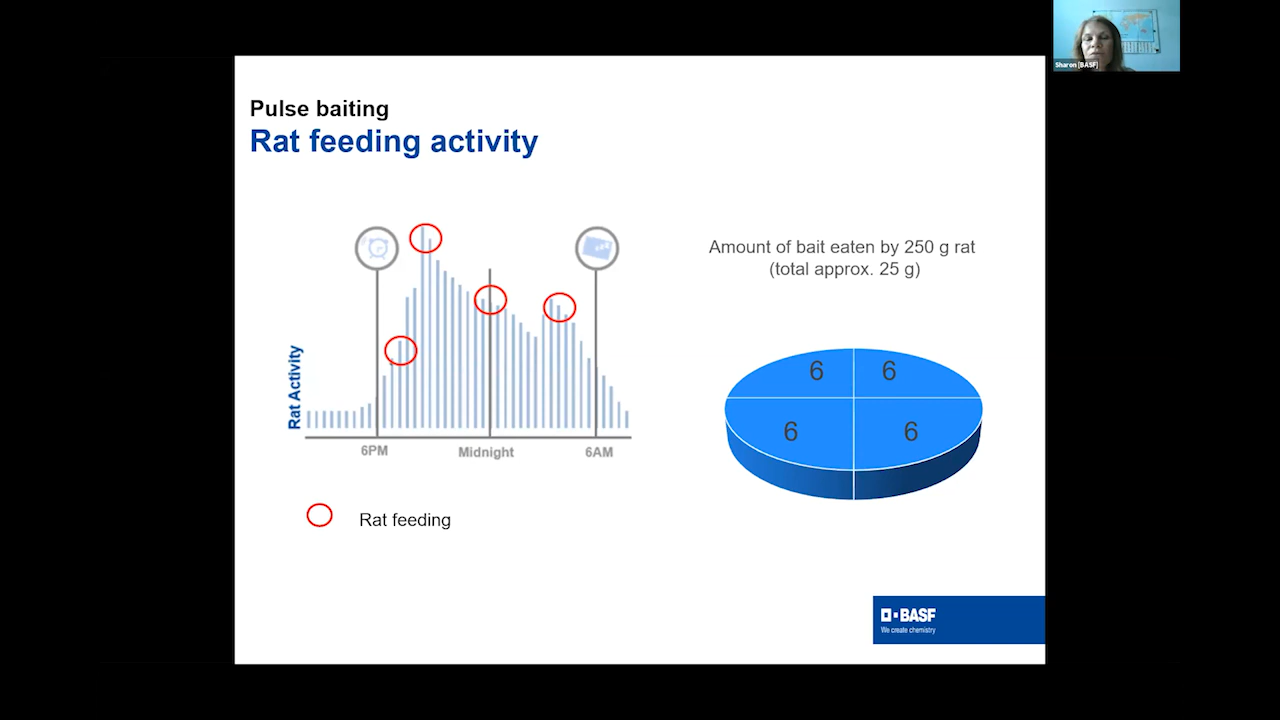 Sharon [BASF]
Pulse baiting
Rat feeding activity
Amount of bait eaten by 250 g rat
(total approx. 25 g)
Rat Activity
6PM
Midnight
6AM
Rat feeding
6
6
6
6
BASF
We create chemistry